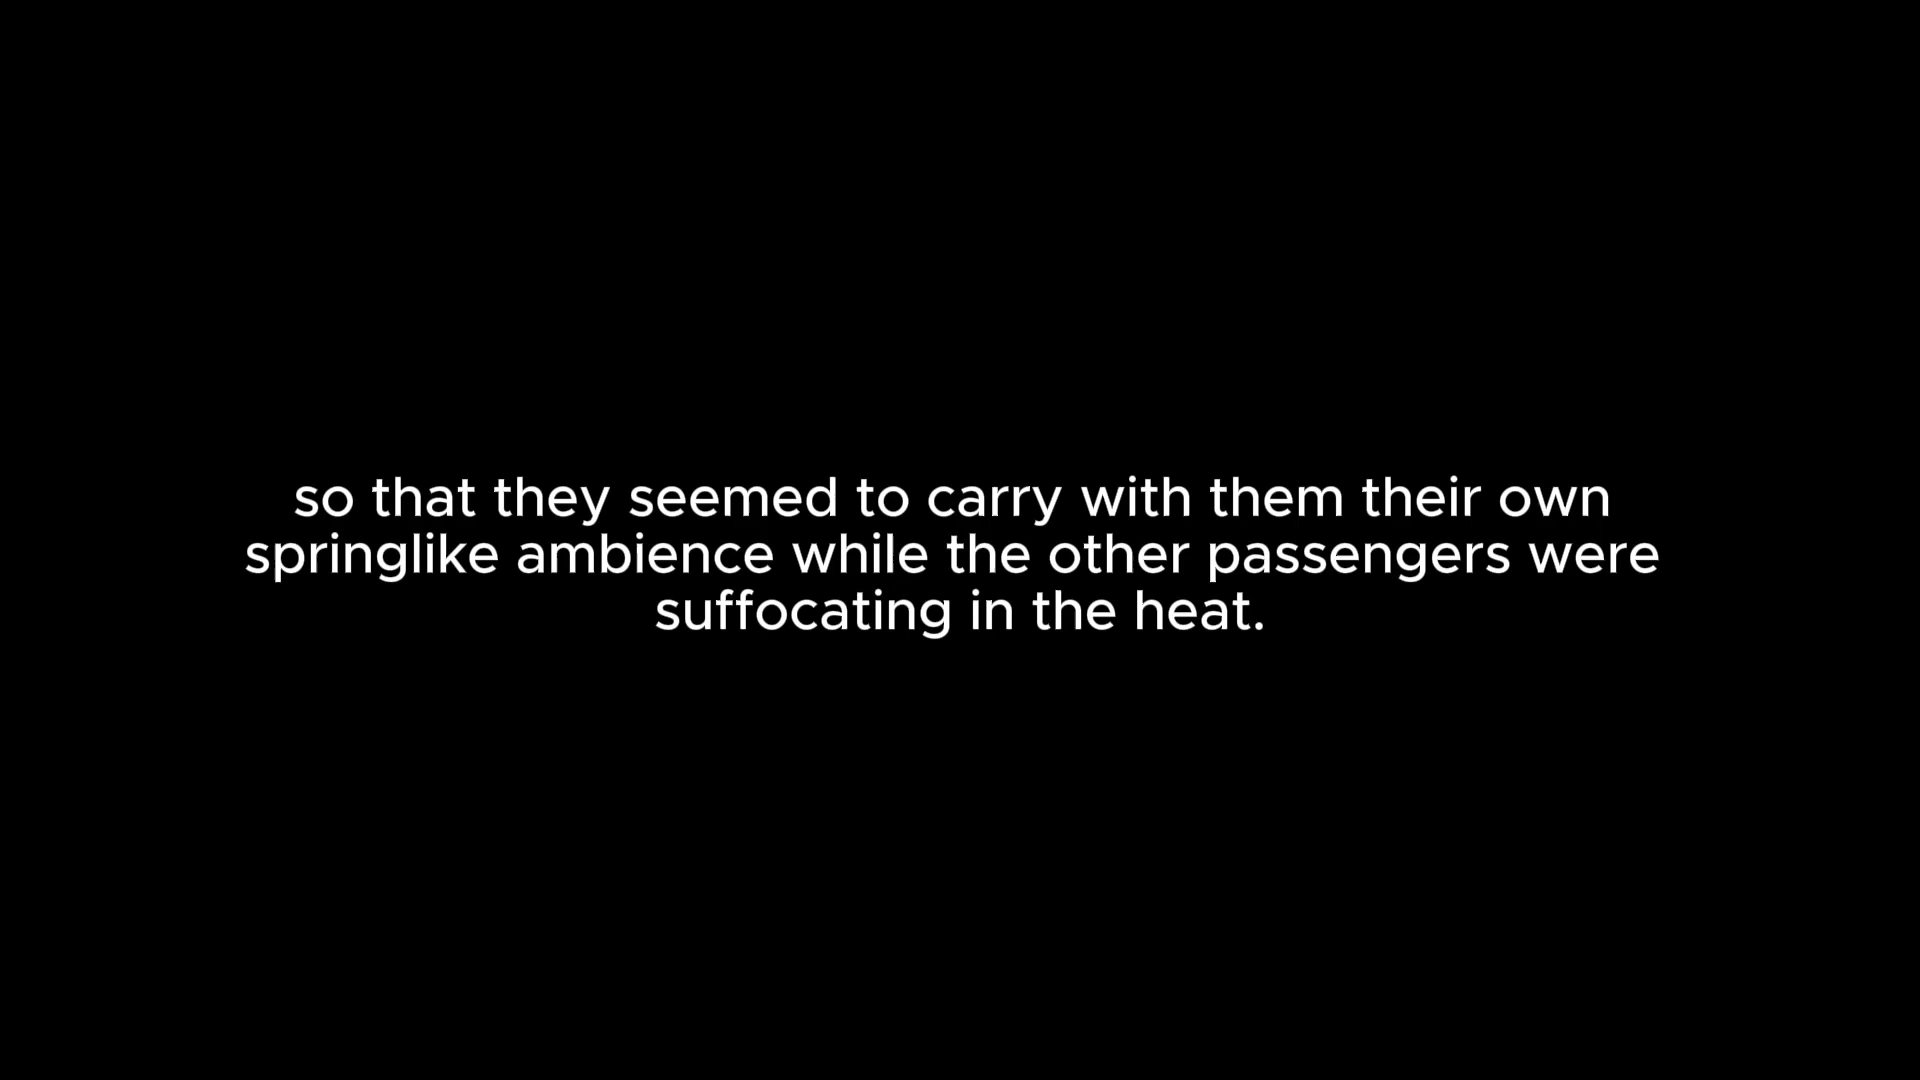 so that they seemed to carry with them their own
springlike ambience while the other passengers were
suffocating in the heat.